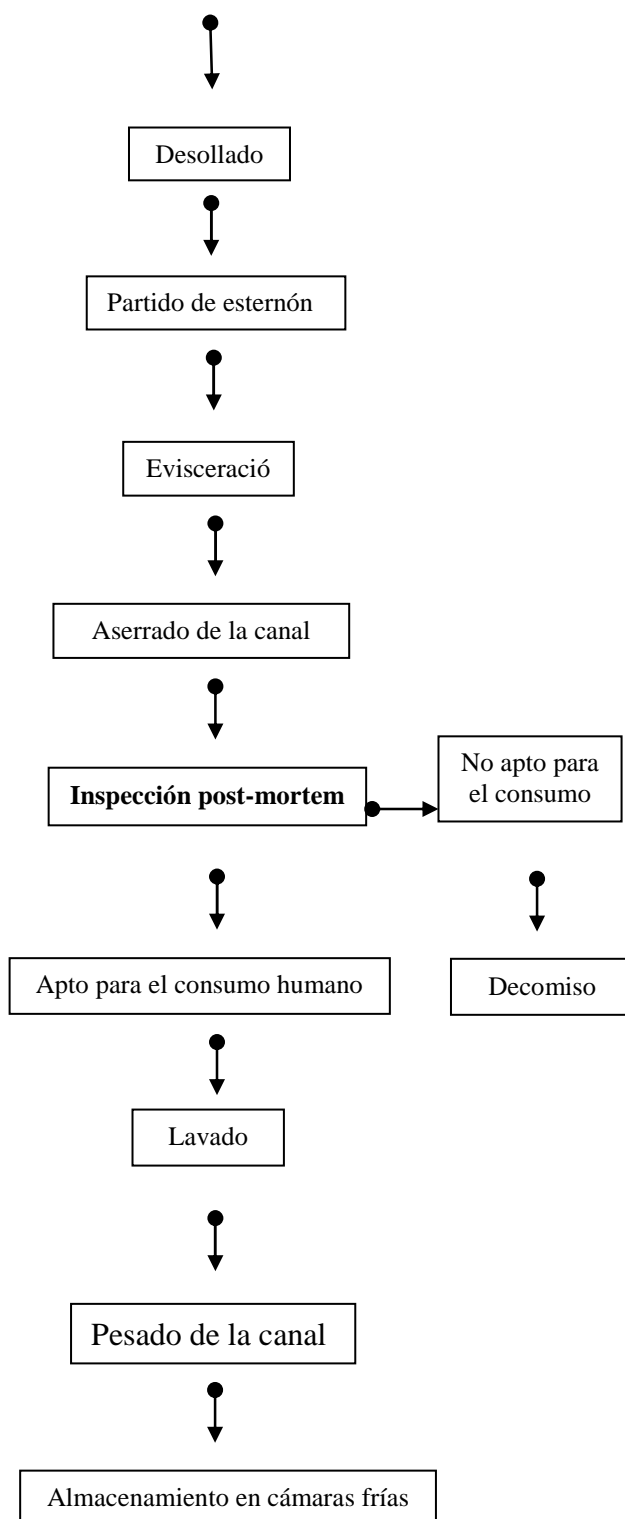 Desollado
Partido de esternón
Evisceració
Aserrado de la canal
Inspección post-mortem
No apto para
el consumo
Apto para el consumo humano
Decomiso
Lavado
Pesado de la canal
Almacenamiento en cámaras frías